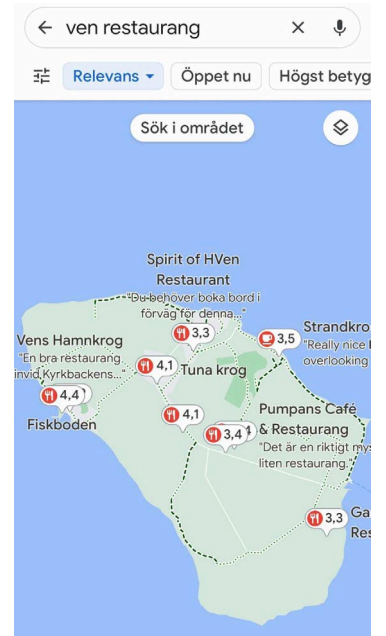 ven restaurang
Relevans
Öppet nu
Högst betyg
Sök i området
Spirit of HVen
Restaurant
"Du behöver boka bord i
förväg för denna..."
3,3
3,5
Strandkro
"Really nice
overlooking
Vens Hamnkrog
"En bra restaurang
invid Kyrkbackens..."
4,1
Tuna krog
4,4
Fiskboden
4,1
Pumpans Café
& Restaurang
3,4
"Det är en riktigt mys
liten restaurang."
3,3
Ga
Res